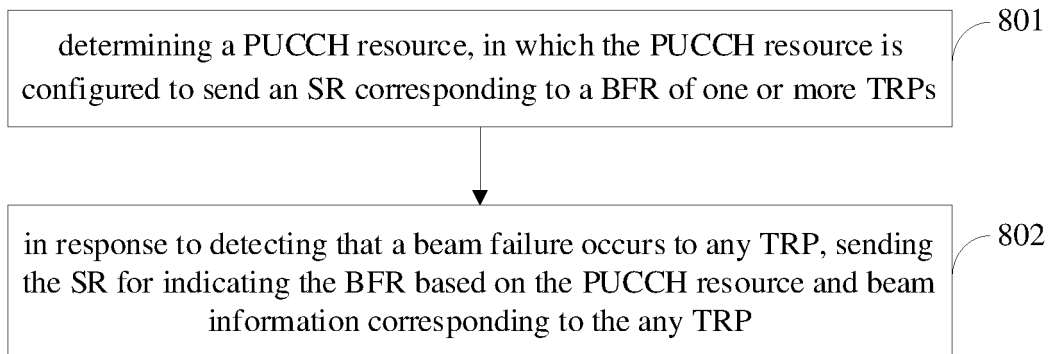 determining a PUCCH resource, in which the PUCCH resource is
configured to send an SR corresponding to a BFR of one or more TRPs
801
in response to detecting that a beam failure occurs to any TRP, sending
the SR for indicating the BFR based on the PUCCH resource and beam
information corresponding to the any TRP
802